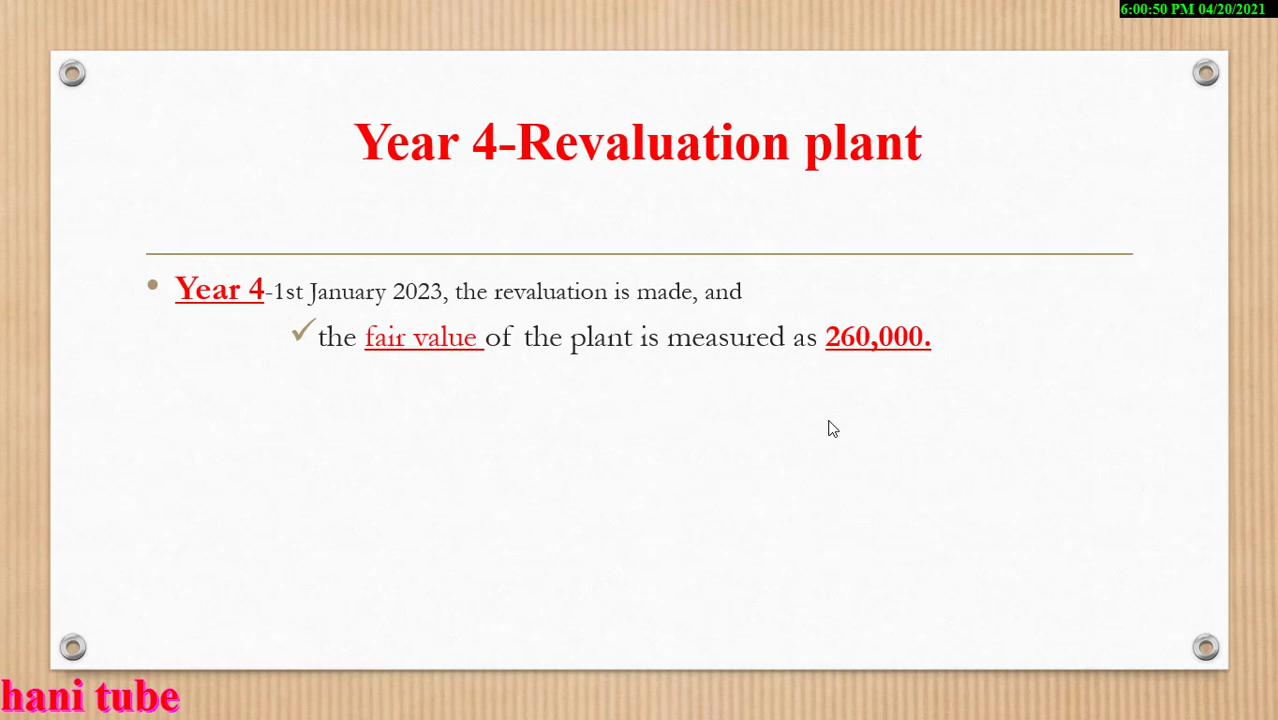 6:00:50 PM 04/20/2021
Year 4-Revaluation plant
• Year 4-1st January 2023, the revaluation is made, and
✓the fair value of the plant is measured as 260,000.
hani tube